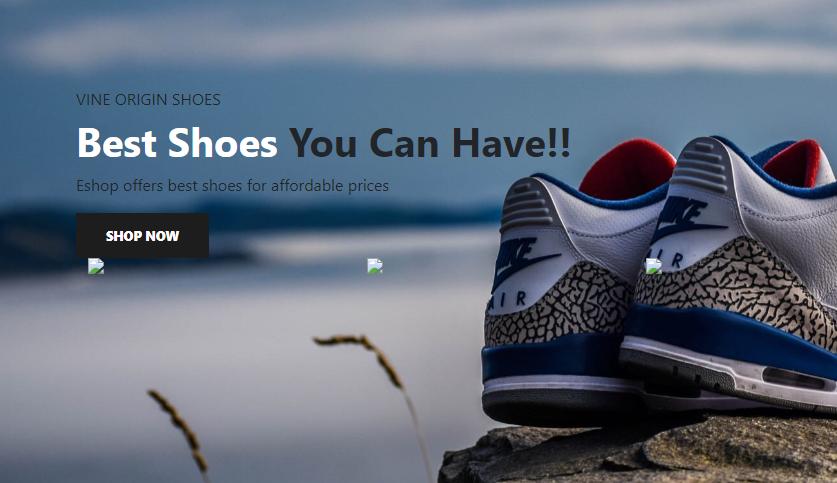 VINE ORIGIN SHOES
Best Shoes You Can Have!!
Eshop offers best shoes for affordable prices
SHOP NOW
NIKE
AIR
NIKE
AIR